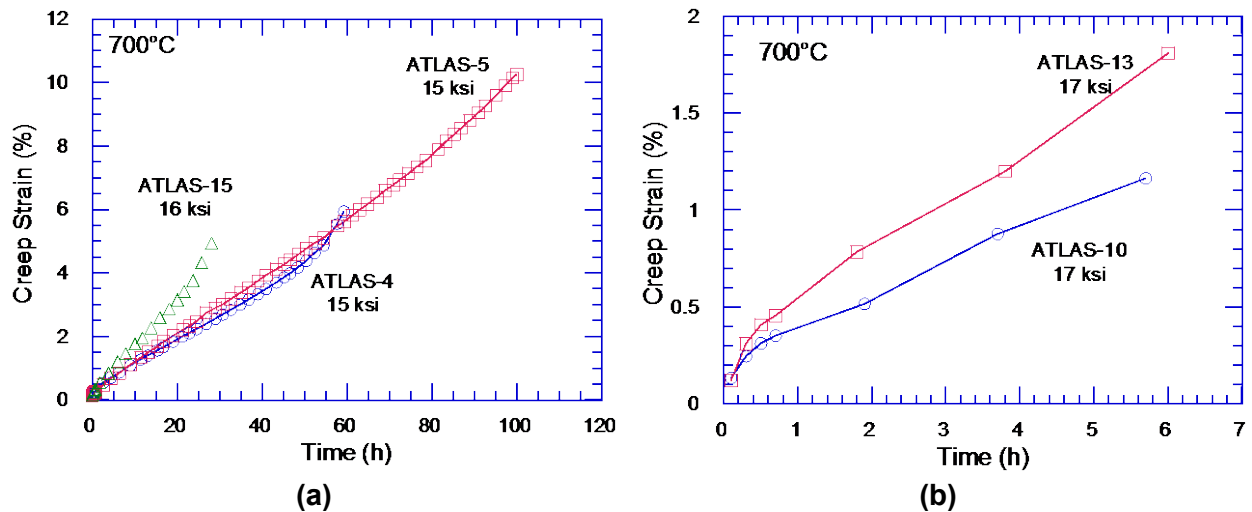 12
10
8
6
4
2
0
Creep Strain (%)
700°C
ATLAS-5
15 ksi
ATLAS-15
16 ksi
ATLAS-4
15 ksi
0 20 40 60 80 100 120
Time (h)
(a)
2
1.5
1
0.5
0
Creep Strain (%)
700°C
ATLAS-13
17 ksi
ATLAS-10
17 ksi
0 1 2 3 4 5 6 7
Time (h)
(b)